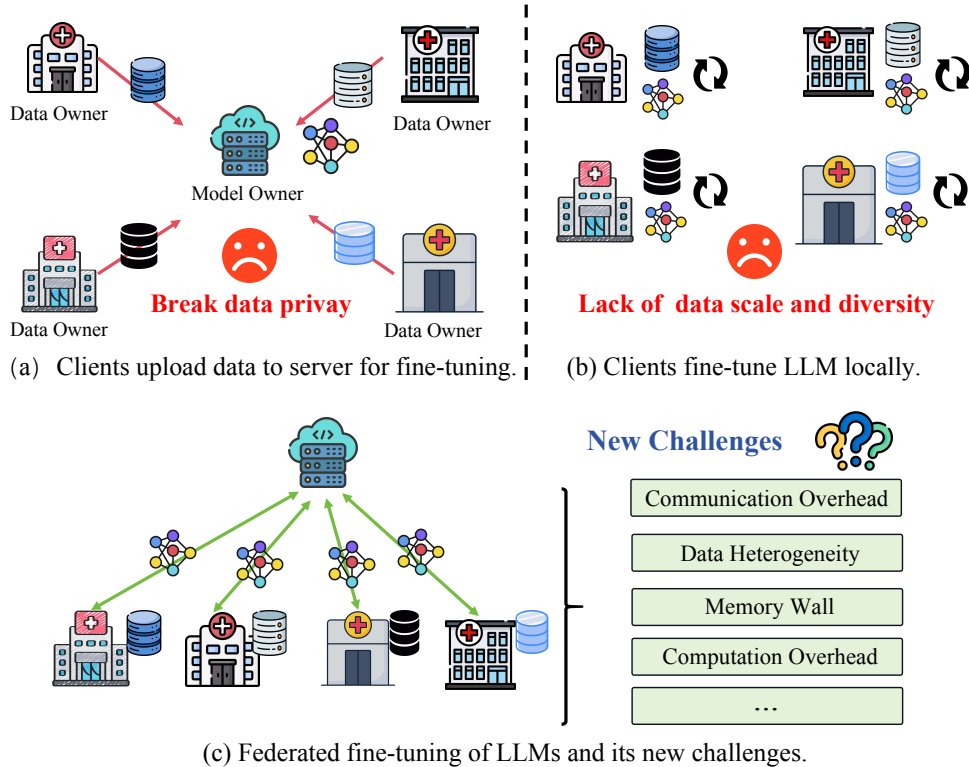 Data Owner
Data Owner
</>
Model Owner
Data Owner
Data Owner
Break data privay
(a) Clients upload data to server for fine-tuning.
Lack of data scale and diversity
(b) Clients fine-tune LLM locally.
</>
New Challenges
???
Communication Overhead
Data Heterogeneity
Memory Wall
Computation Overhead
...
(c) Federated fine-tuning of LLMs and its new challenges.